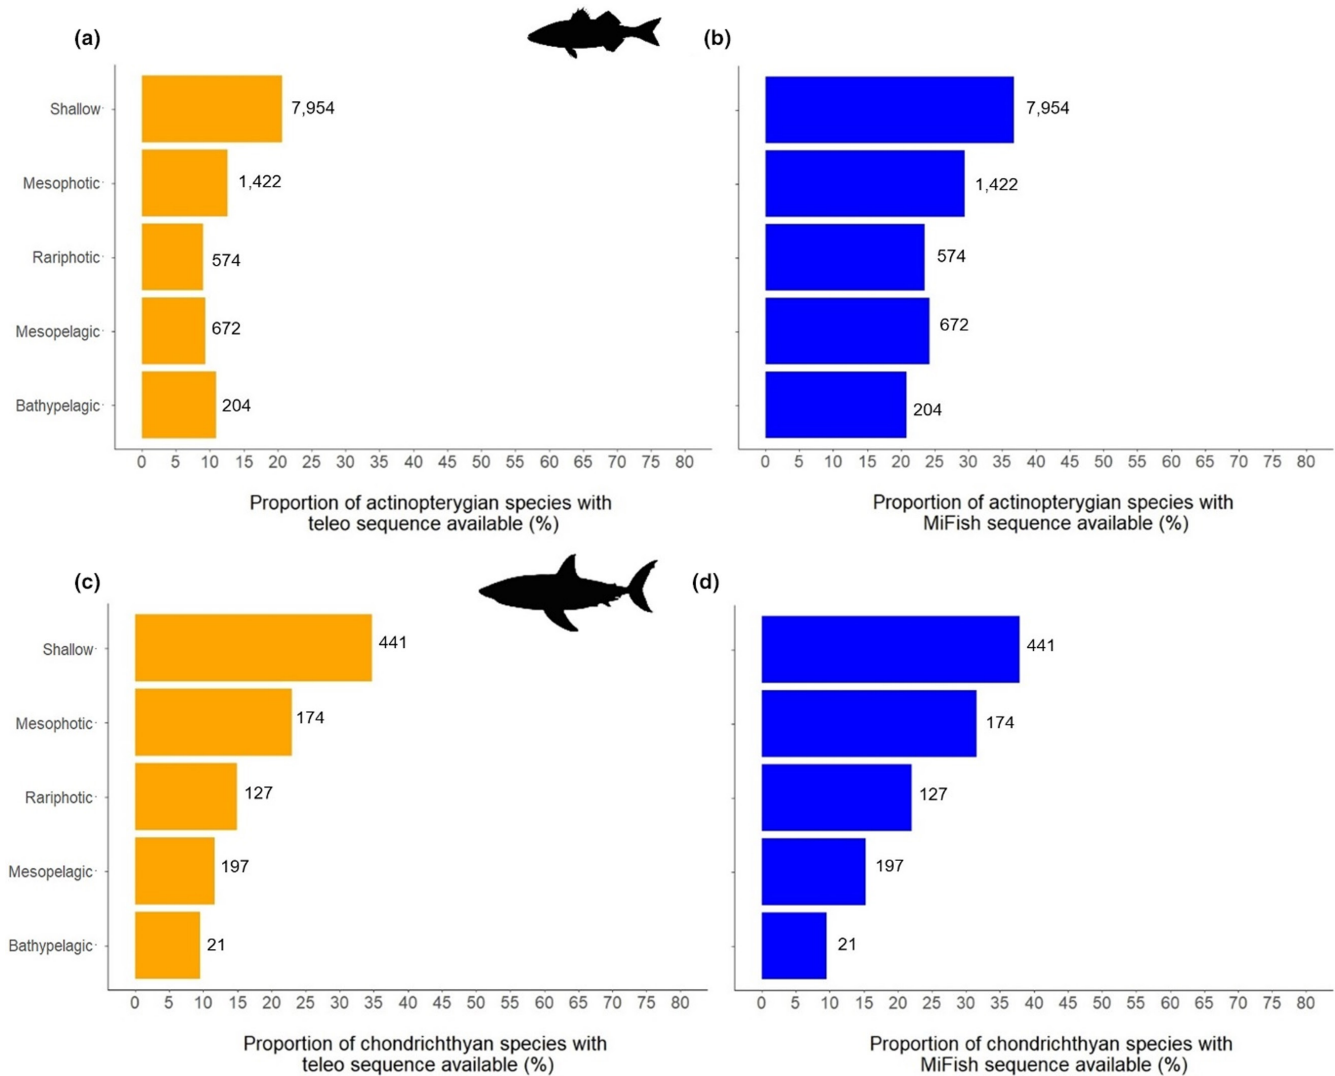 (a)
Shallow
7,954
Mesophotic
1,422
Rariphotic
574
Mesopelagic
672
Bathypelagic
204
0 5 10 15 20 25 30 35 40 45 50 55 60 65 70 75 80
Proportion of actinopterygian species with
teleo sequence available (%)
(b)
7,954
1,422
574
672
204
0 5 10 15 20 25 30 35 40 45 50 55 60 65 70 75 80
Proportion of actinopterygian species with
MiFish sequence available (%)
(c)
Shallow
441
Mesophotic
174
Rariphotic
127
Mesopelagic
197
Bathypelagic
21
0 5 10 15 20 25 30 35 40 45 50 55 60 65 70 75 80
Proportion of chondrichthyan species with
teleo sequence available (%)
(d)
441
174
127
197
21
0 5 10 15 20 25 30 35 40 45 50 55 60 65 70 75 80
Proportion of chondrichthyan species with
MiFish sequence available (%)